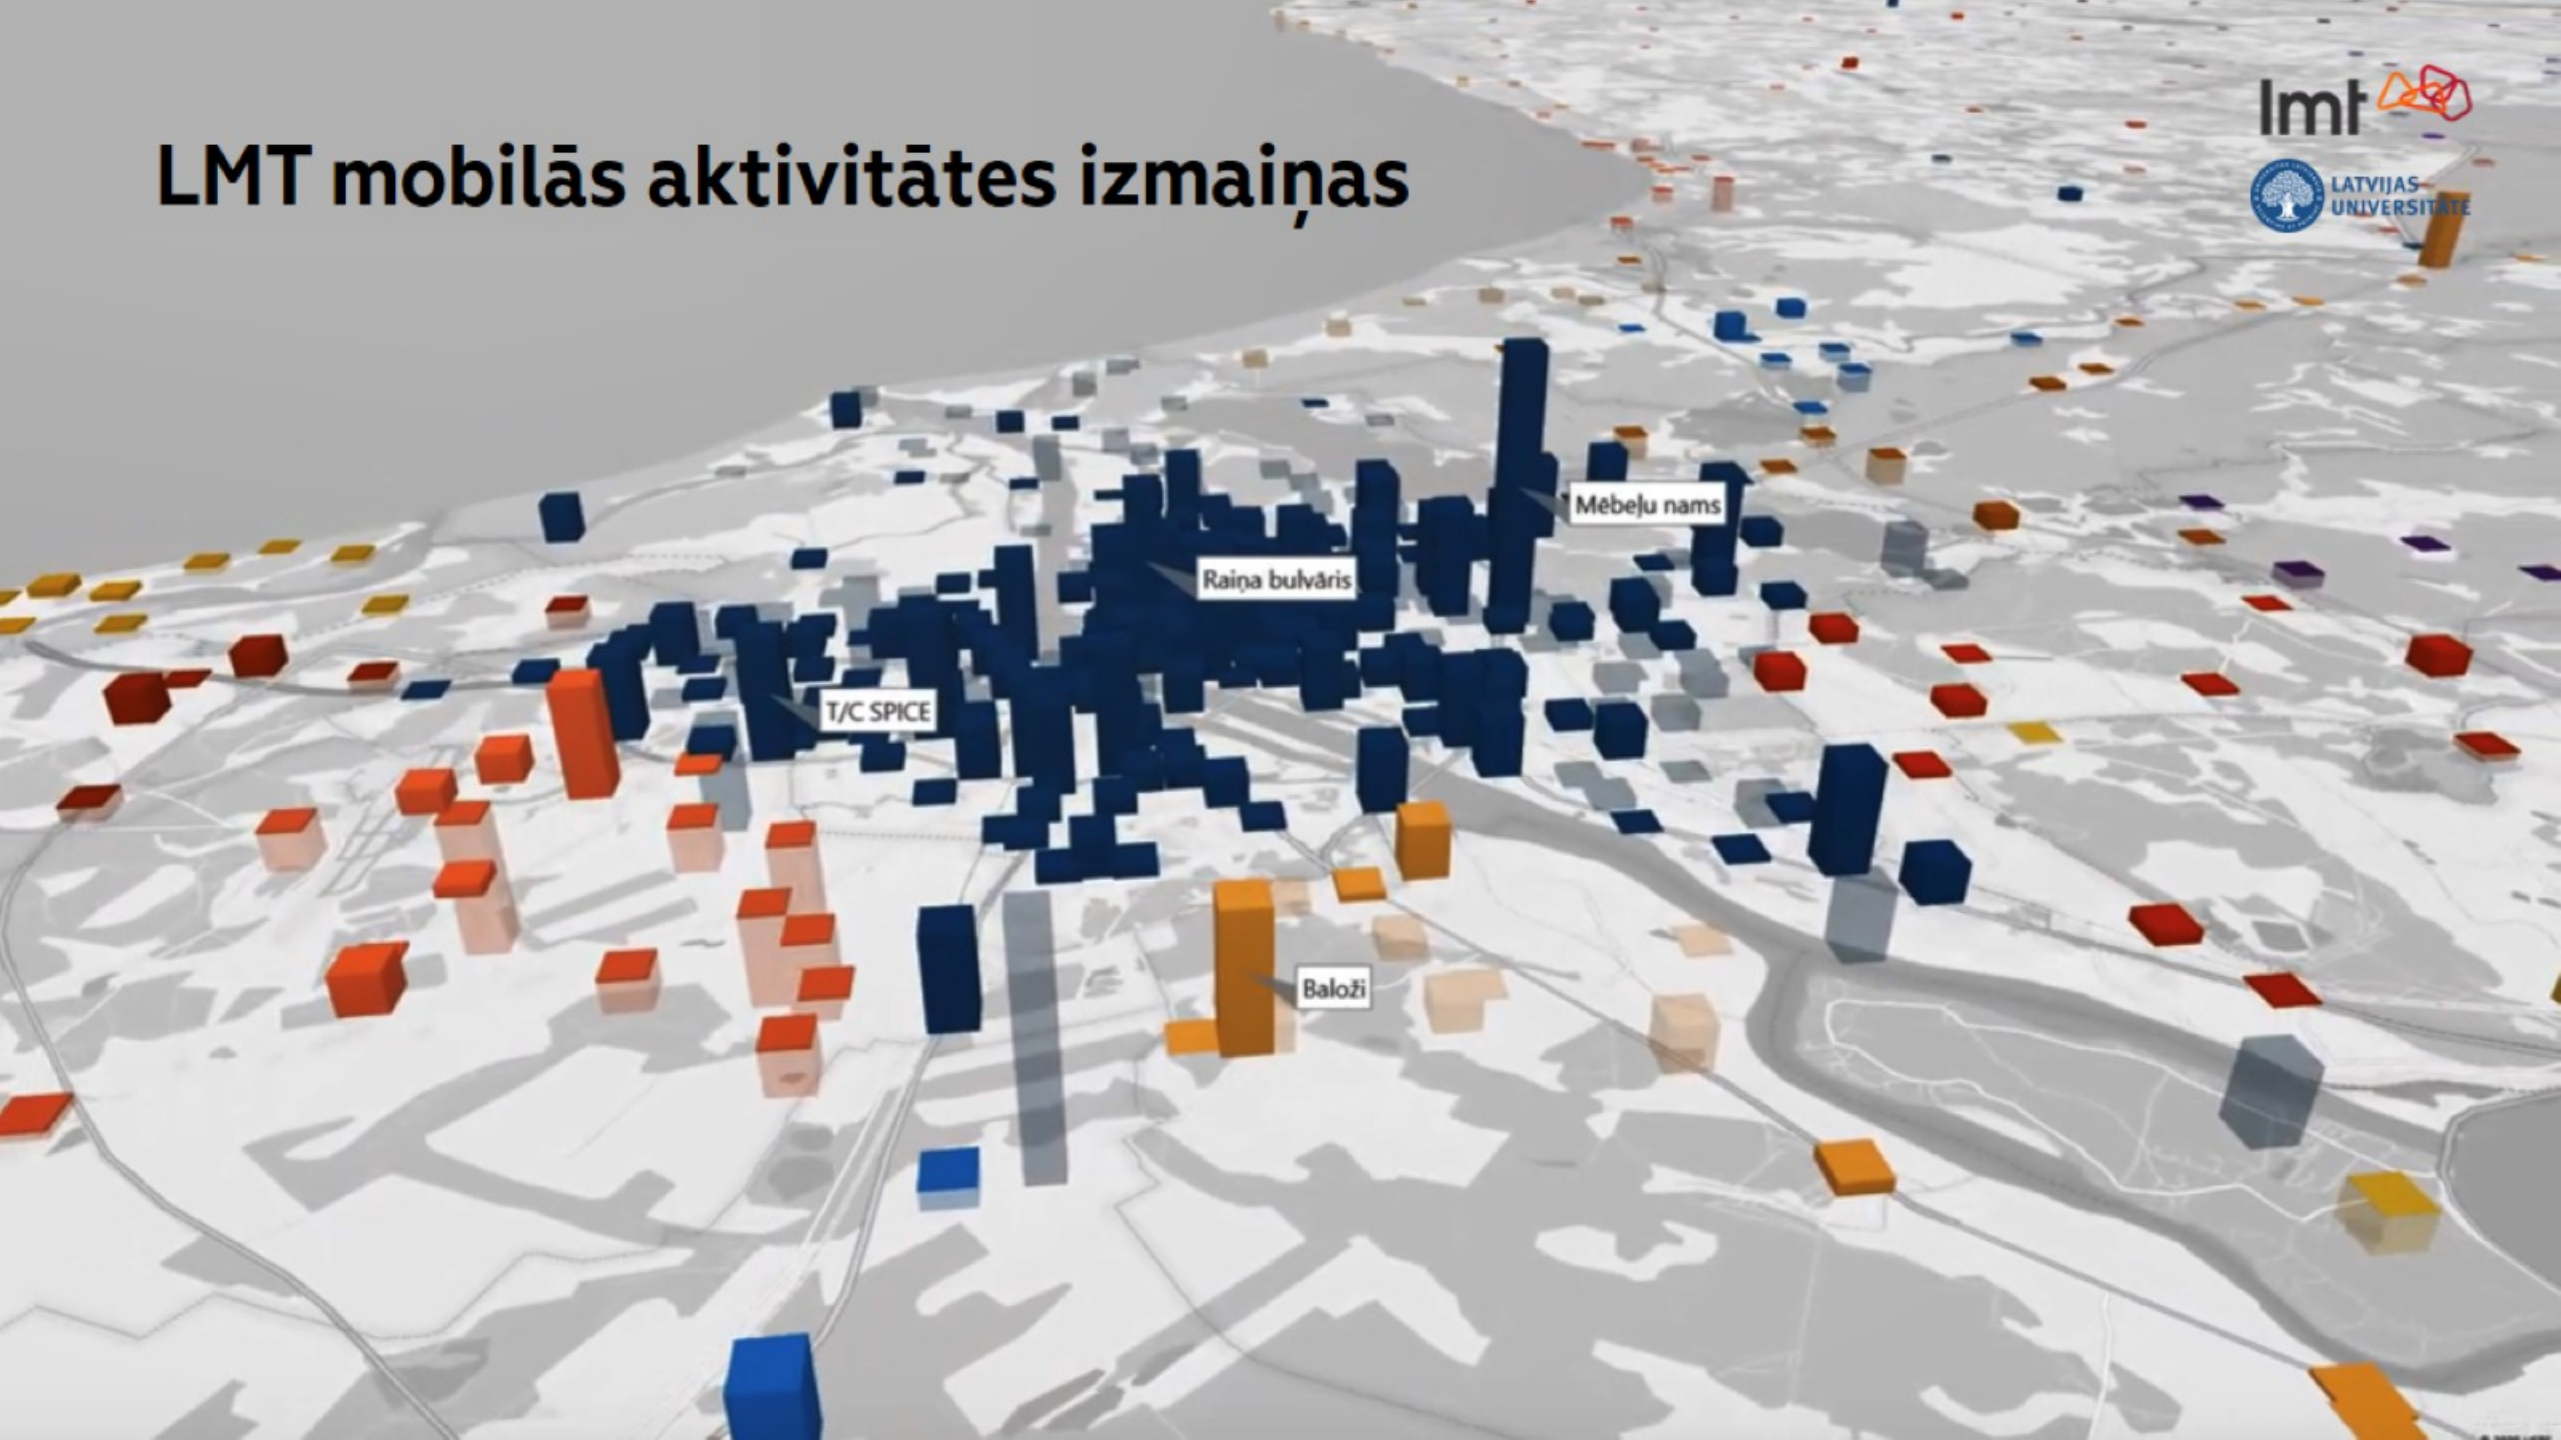 LMT mobilās aktivitātes izmaiņas
lmt
LATVIJAS
UNIVERSITĀTE
Mēbeļu nams
Raiņa bulvāris
T/C SPICE
Baloži